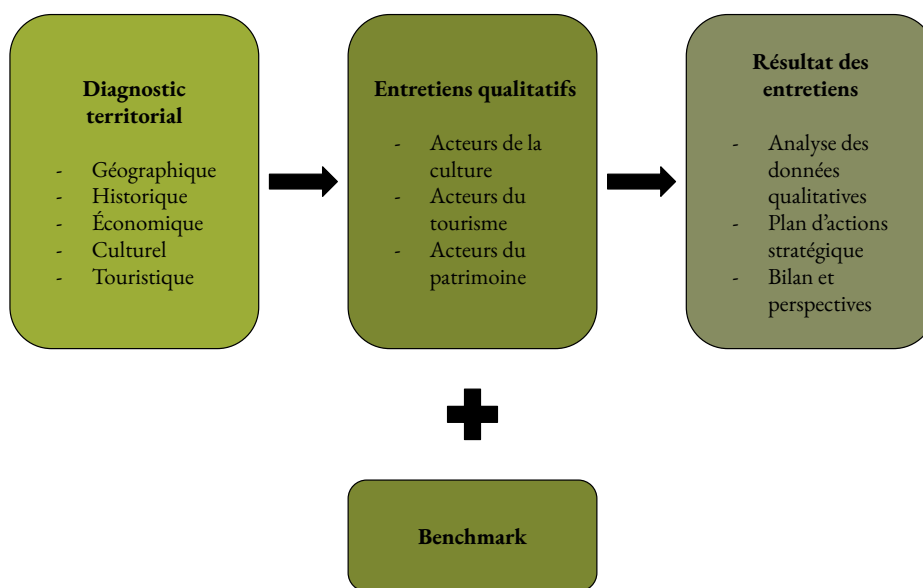 Diagnostic
territorial
- Géographique
- Historique
- Économique
- Culturel
- Touristique
Entretiens qualitatifs
- Acteurs de la
culture
- Acteurs du
tourisme
- Acteurs du
patrimoine
Résultat des
entretiens
- Analyse des
données
qualitatives
- Plan d'actions
stratégique
- Bilan et
perspectives
Benchmark